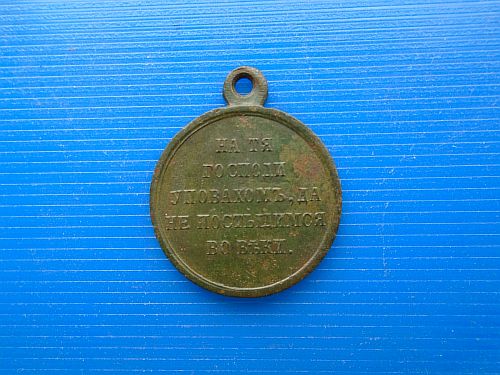 НА ТЯ
ГОСПОДИ
УПОВАХОМЪ, ДА
НЕ ПОСТЫДИМСЯ
ВО ВѢКИ.